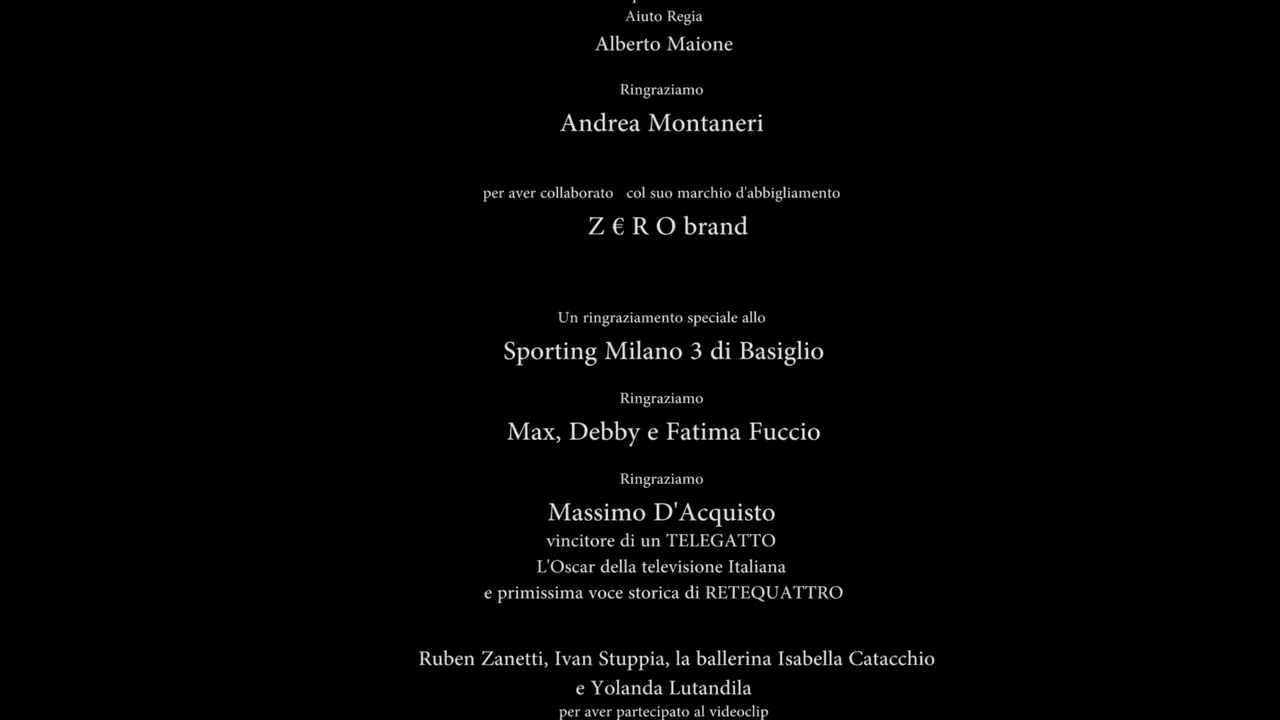 Aiuto Regia
Alberto Maione
Ringraziamo
Andrea Montaneri
per aver collaborato col suo marchio d'abbigliamento
Z € R O brand
Un ringraziamento speciale allo
Sporting Milano 3 di Basiglio
Ringraziamo
Max, Debby e Fatima Fuccio
Ringraziamo
Massimo D'Acquisto
vincitore di un TELEGATTO
L'Oscar della televisione Italiana
e primissima voce storica di RETEQUATTRO
Ruben Zanetti, Ivan Stuppia, la ballerina Isabella Catacchio
e Yolanda Lutandila
per aver partecipato al videoclip